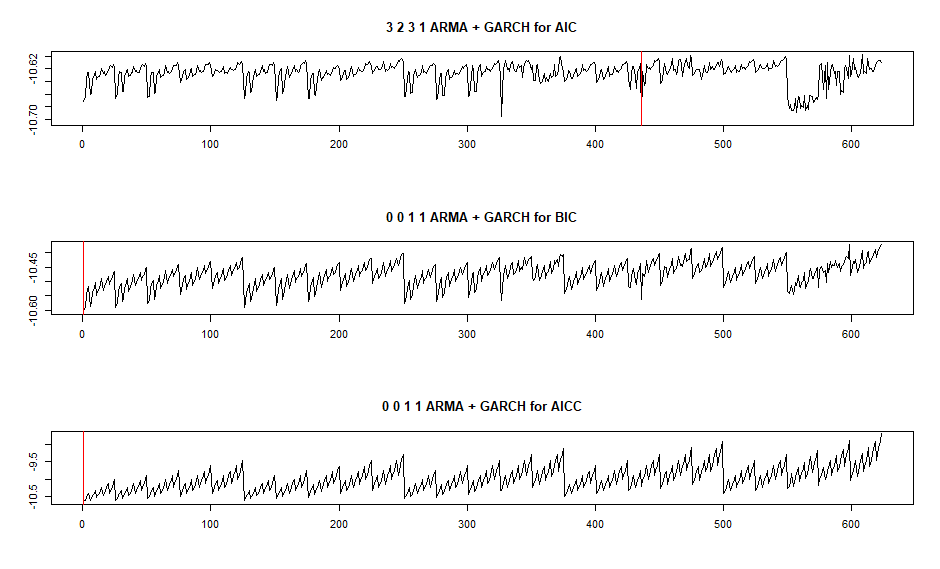 3 2 3 1 ARMA + GARCH for AIC
-10.62
-10.70
0 100 200 300 400 500 600
0 0 1 1 ARMA + GARCH for BIC
-10.45
-10.60
0 100 200 300 400 500 600
0 0 1 1 ARMA + GARCH for AICC
-9.5
-10.5
0 100 200 300 400 500 600